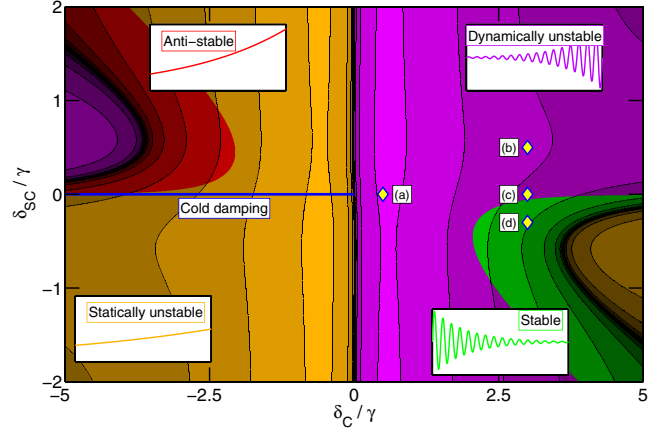 2
1
0
-1
-2
δSC / γ
Anti-stable
Dynamically unstable
(b)
(a)
(c)
(d)
Cold damping
Statically unstable
Stable
-5
-2.5
0
2.5
5
δC / γ